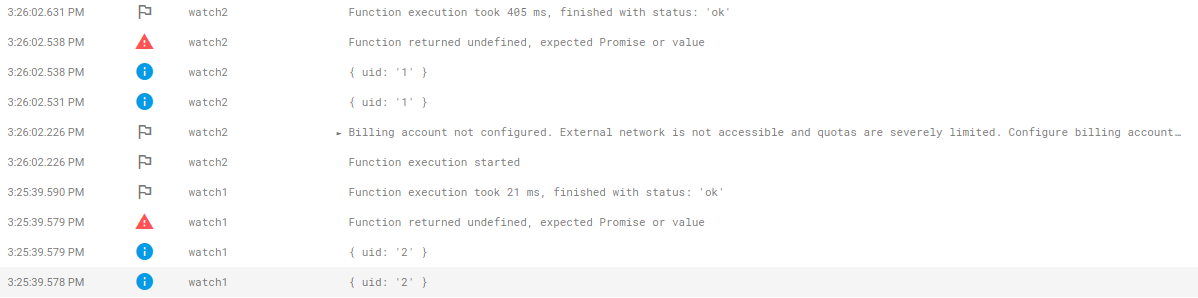 3:26:02.631 PM watch2 Function execution took 405 ms, finished with status: 'ok'
3:26:02.538 PM watch2 Function returned undefined, expected Promise or value
3:26:02.538 PM watch2 { uid: '1' }
3:26:02.531 PM watch2 { uid: '1' }
3:26:02.226 PM watch2 ► Billing account not configured. External network is not accessible and quotas are severely limited. Configure billing account…
3:26:02.226 PM watch2 Function execution started
3:25:39.590 PM watch1 Function execution took 21 ms, finished with status: 'ok'
3:25:39.579 PM watch1 Function returned undefined, expected Promise or value
3:25:39.579 PM watch1 { uid: '2' }
3:25:39.578 PM watch1 { uid: '2' }